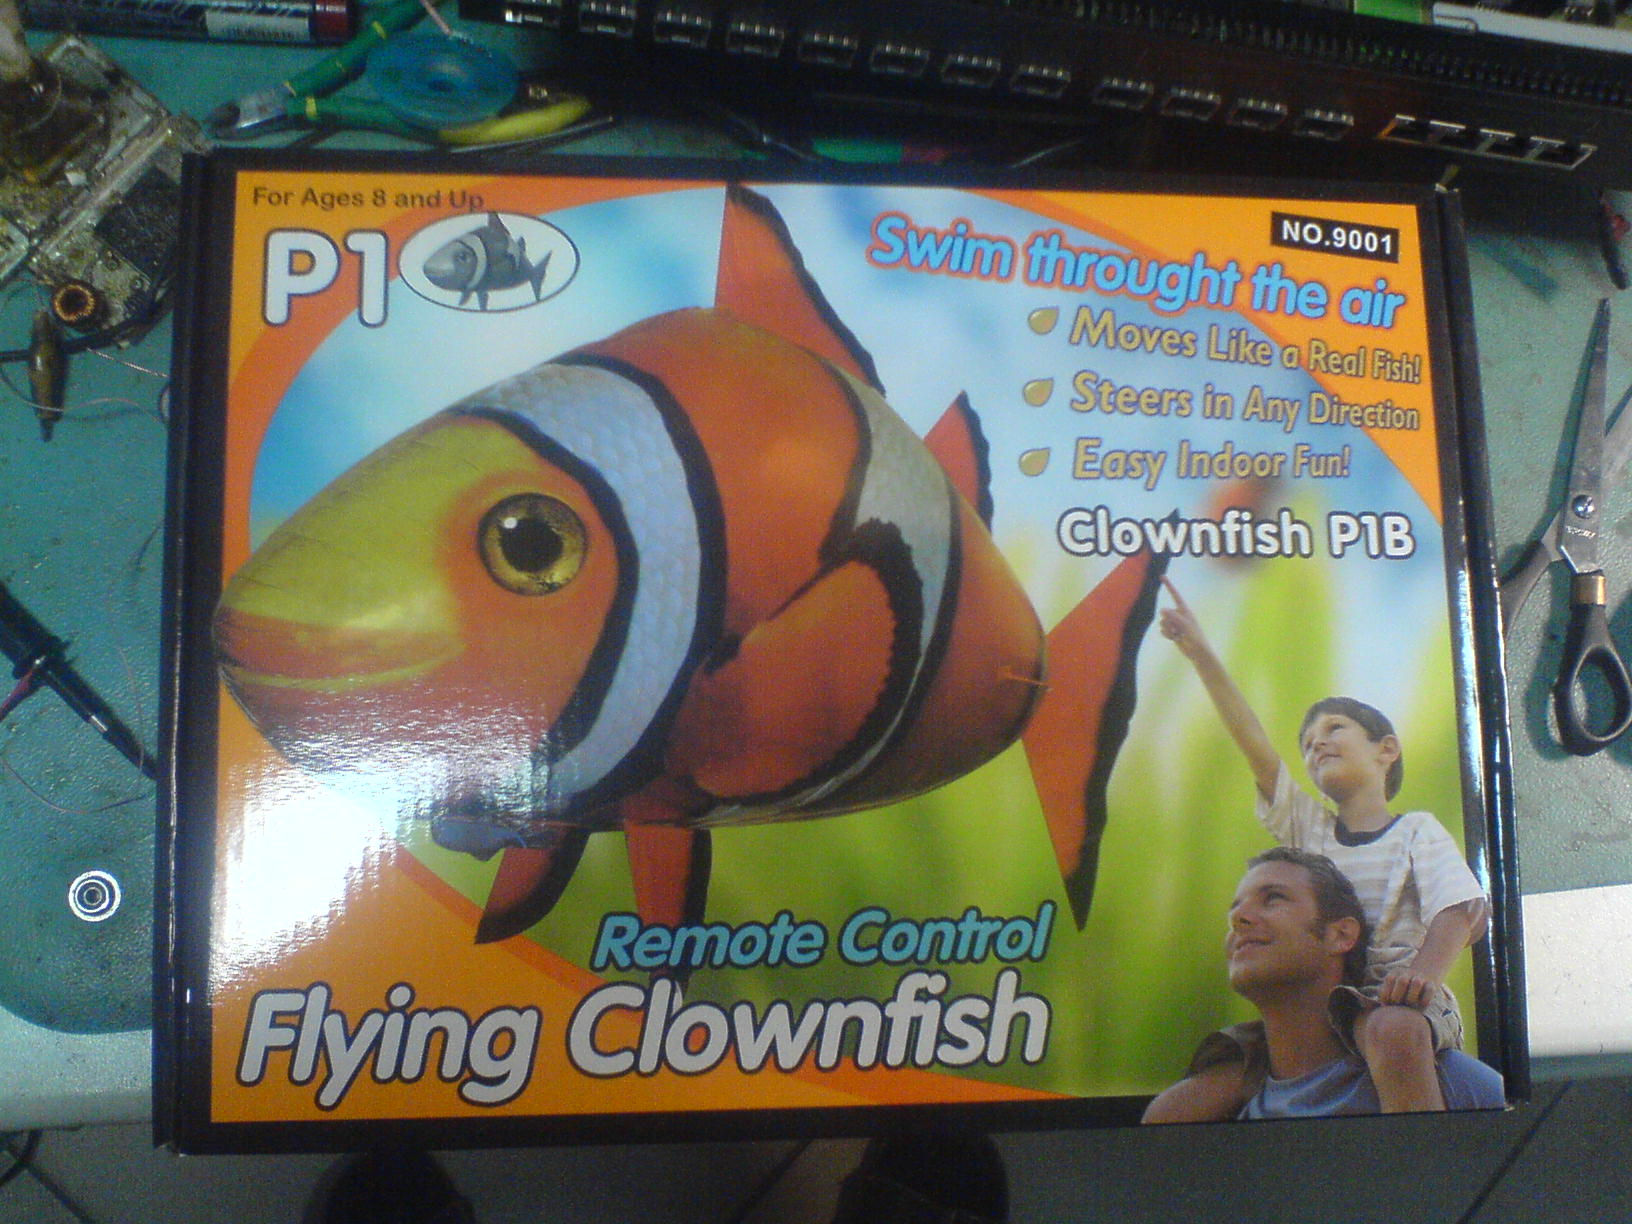 For Ages 8 and Up
P1
NO.9001
Swim throught the air
Moves Like a Real Fish!
Steers in Any Direction
Easy Indoor Fun!
Clownfish P1B
Remote Control
Flying Clownfish